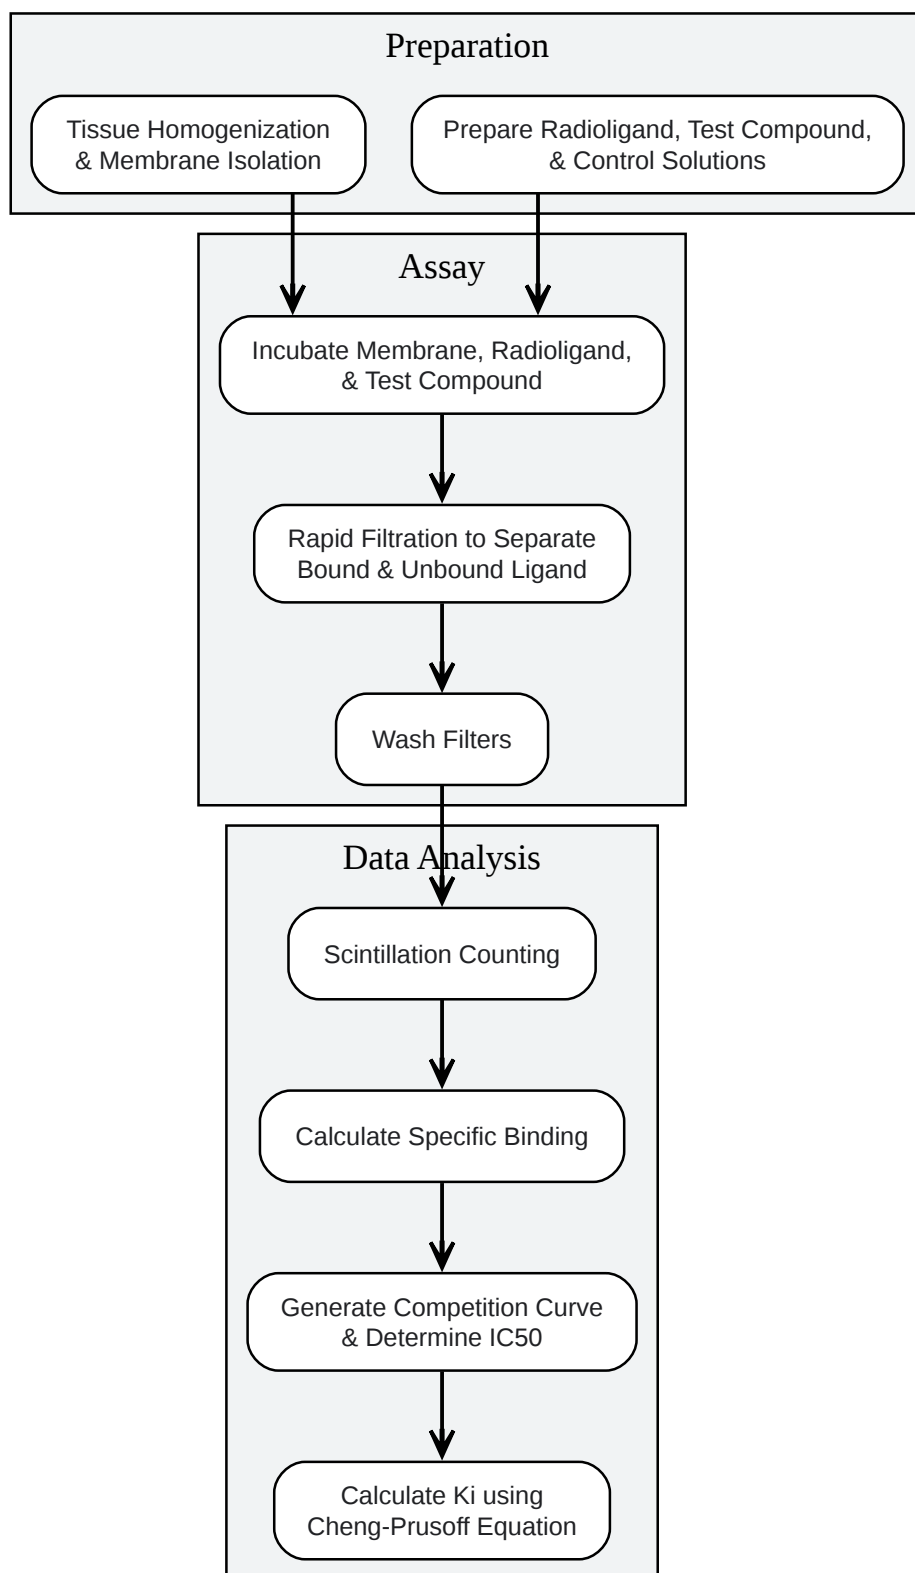 Preparation
Tissue Homogenization
& Membrane Isolation
Prepare Radioligand, Test Compound,
& Control Solutions
Assay
Incubate Membrane, Radioligand,
& Test Compound
Rapid Filtration to Separate
Bound & Unbound Ligand
Wash Filters
Data Analysis
Scintillation Counting
Calculate Specific Binding
Generate Competition Curve
& Determine IC50
Calculate Ki using
Cheng-Prusoff Equation